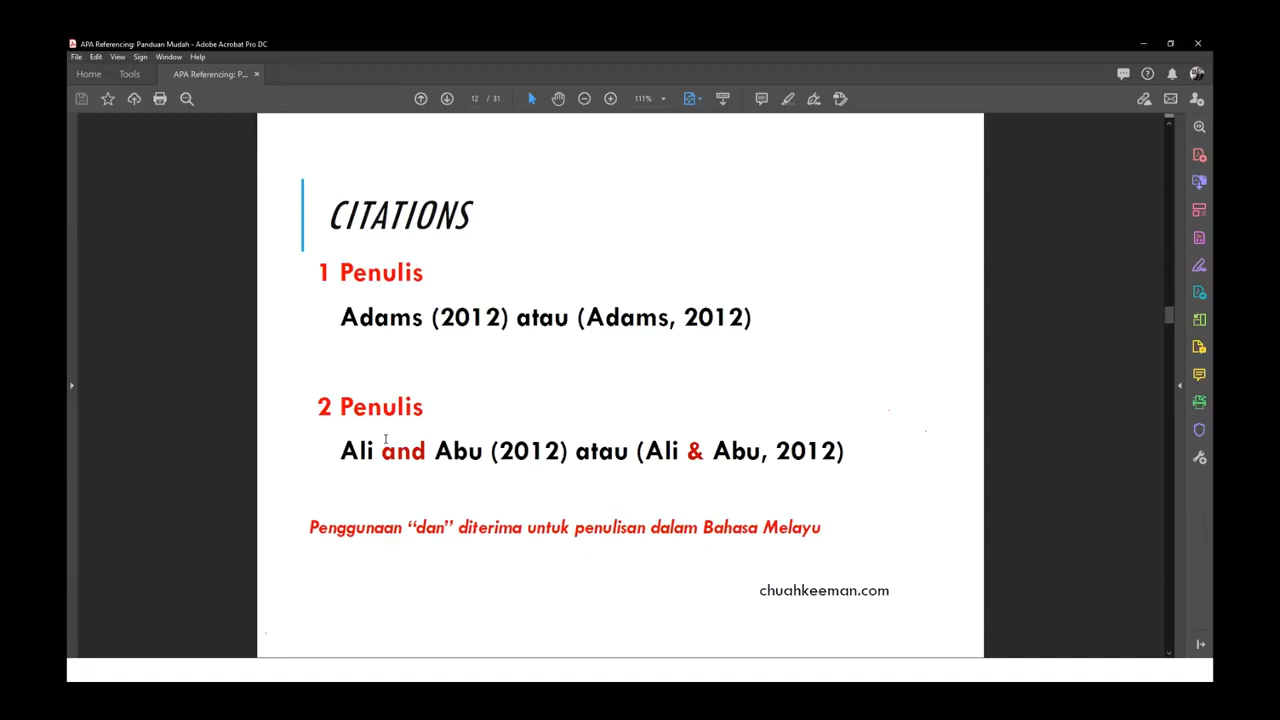 APA Referencing: Panduan Mudah - Adobe Acrobat Pro DC
File Edit View Sign Window Help
Home Tools APA Referencing: P... ×
12 / 31 111%
CITATIONS
1 Penulis
Adams (2012) atau (Adams, 2012)
2 Penulis
Ali and Abu (2012) atau (Ali & Abu, 2012)
Penggunaan “dan” diterima untuk penulisan dalam Bahasa Melayu
chuahkeeman.com